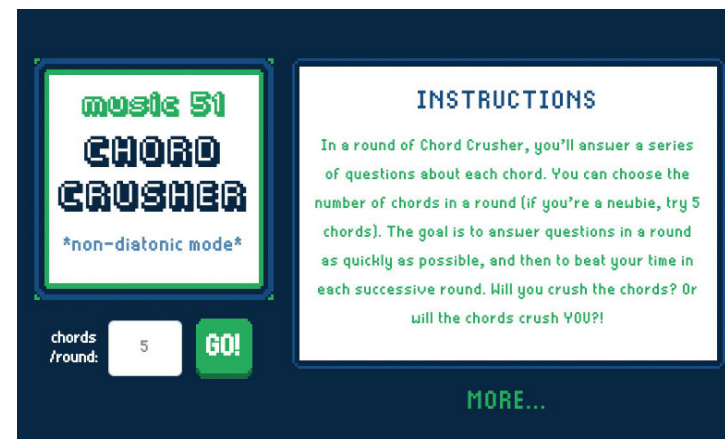 music 51
CHORD
CRUSHER
*non-diatonic mode*
chords
/round:
5
GO!
INSTRUCTIONS
In a round of Chord Crusher, you'll answer a series
of questions about each chord. You can choose the
number of chords in a round (if you're a newbie, try 5
chords). The goal is to answer questions in a round
as quickly as possible, and then to beat your time in
each successive round. Will you crush the chords? Or
will the chords crush YOU?!
MORE...